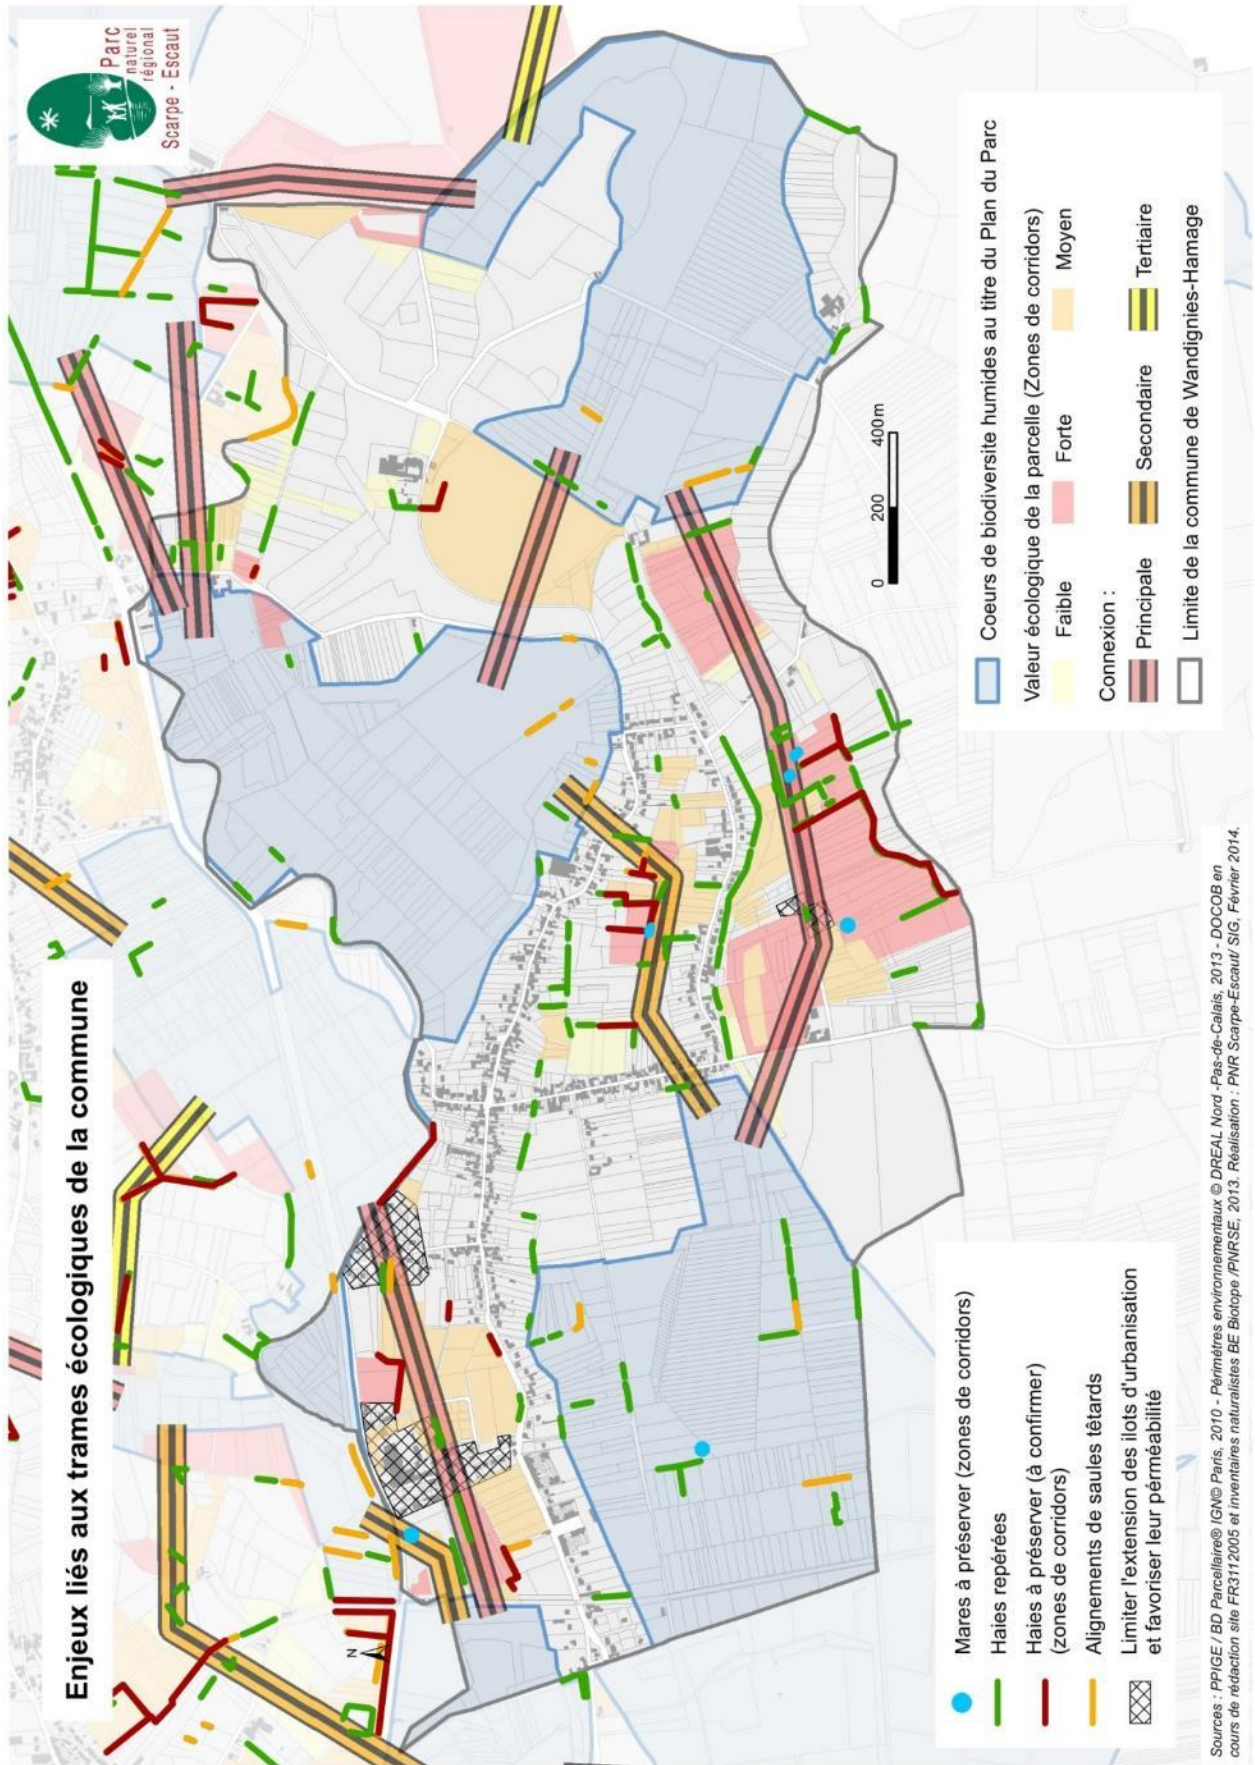 Enjeux liés aux trames écologiques de la commune
Parc
naturel
régional
Scarpe - Escaut
N
0 200 400m
Mares à préserver (zones de corridors)
Haies repérées
Haies à préserver (à confirmer)
(zones de corridors)
Alignements de saules têtards
Limiter l'extension des ilots d'urbanisation
et favoriser leur pérméabilité
Coeurs de biodiversité humides au titre du Plan du Parc
Valeur écologique de la parcelle (Zones de corridors)
Faible Forte Moyen
Connexion :
Principale Secondaire Tertiaire
Limite de la commune de Wandignies-Hamage
Sources : PPIGE / BD Parcellaire® IGN© Paris, 2010 - Périmètres environnementaux © DREAL Nord -Pas-de-Calais, 2013 - DOCOB en
cours de rédaction site FR3112005 et inventaires naturalistes BE Biotope /PNRSE, 2013. Réalisation : PNR Scarpe-Escaut/ SIG, Février 2014.